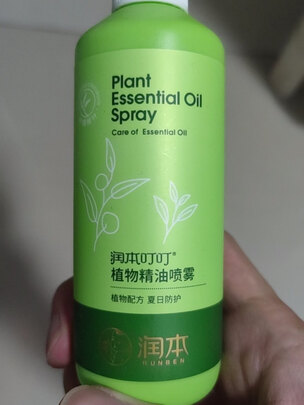 Plant
Essential Oil
Spray
Care of Essential Oil
润本叮叮®
植物精油喷雾
植物配方 夏日防护
润本
RUNBEN